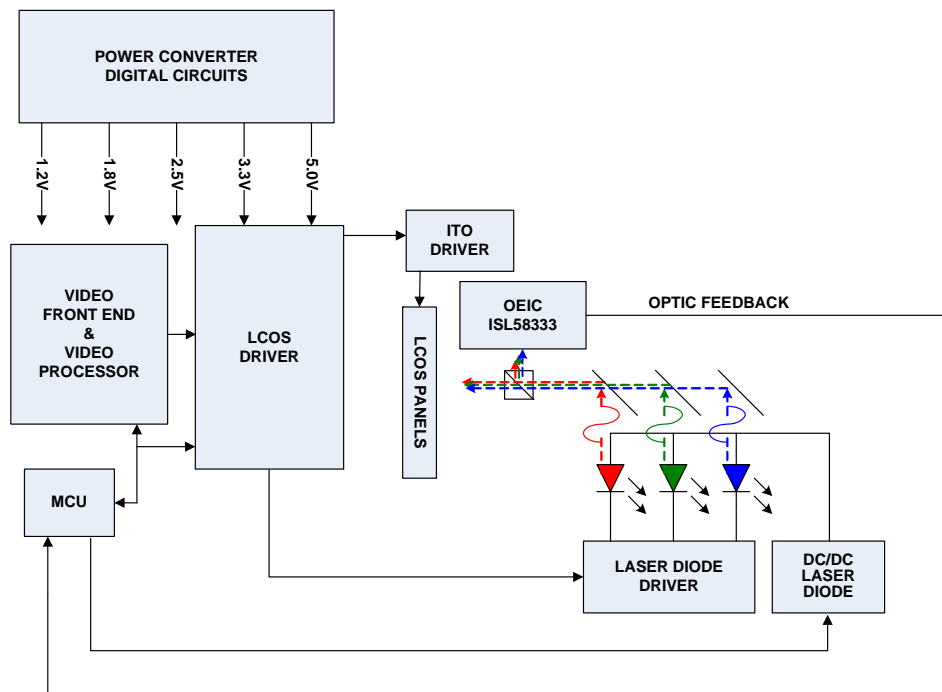 POWER CONVERTER
DIGITAL CIRCUITS
1.2V
1.8V
2.5V
3.3V
5.0V
ITO
DRIVER
VIDEO
FRONT END
&
VIDEO
PROCESSOR
LCOS
DRIVER
LCOS PANELS
OEIC
ISL58333
OPTIC FEEDBACK
MCU
LASER DIODE
DRIVER
DC/DC
LASER
DIODE